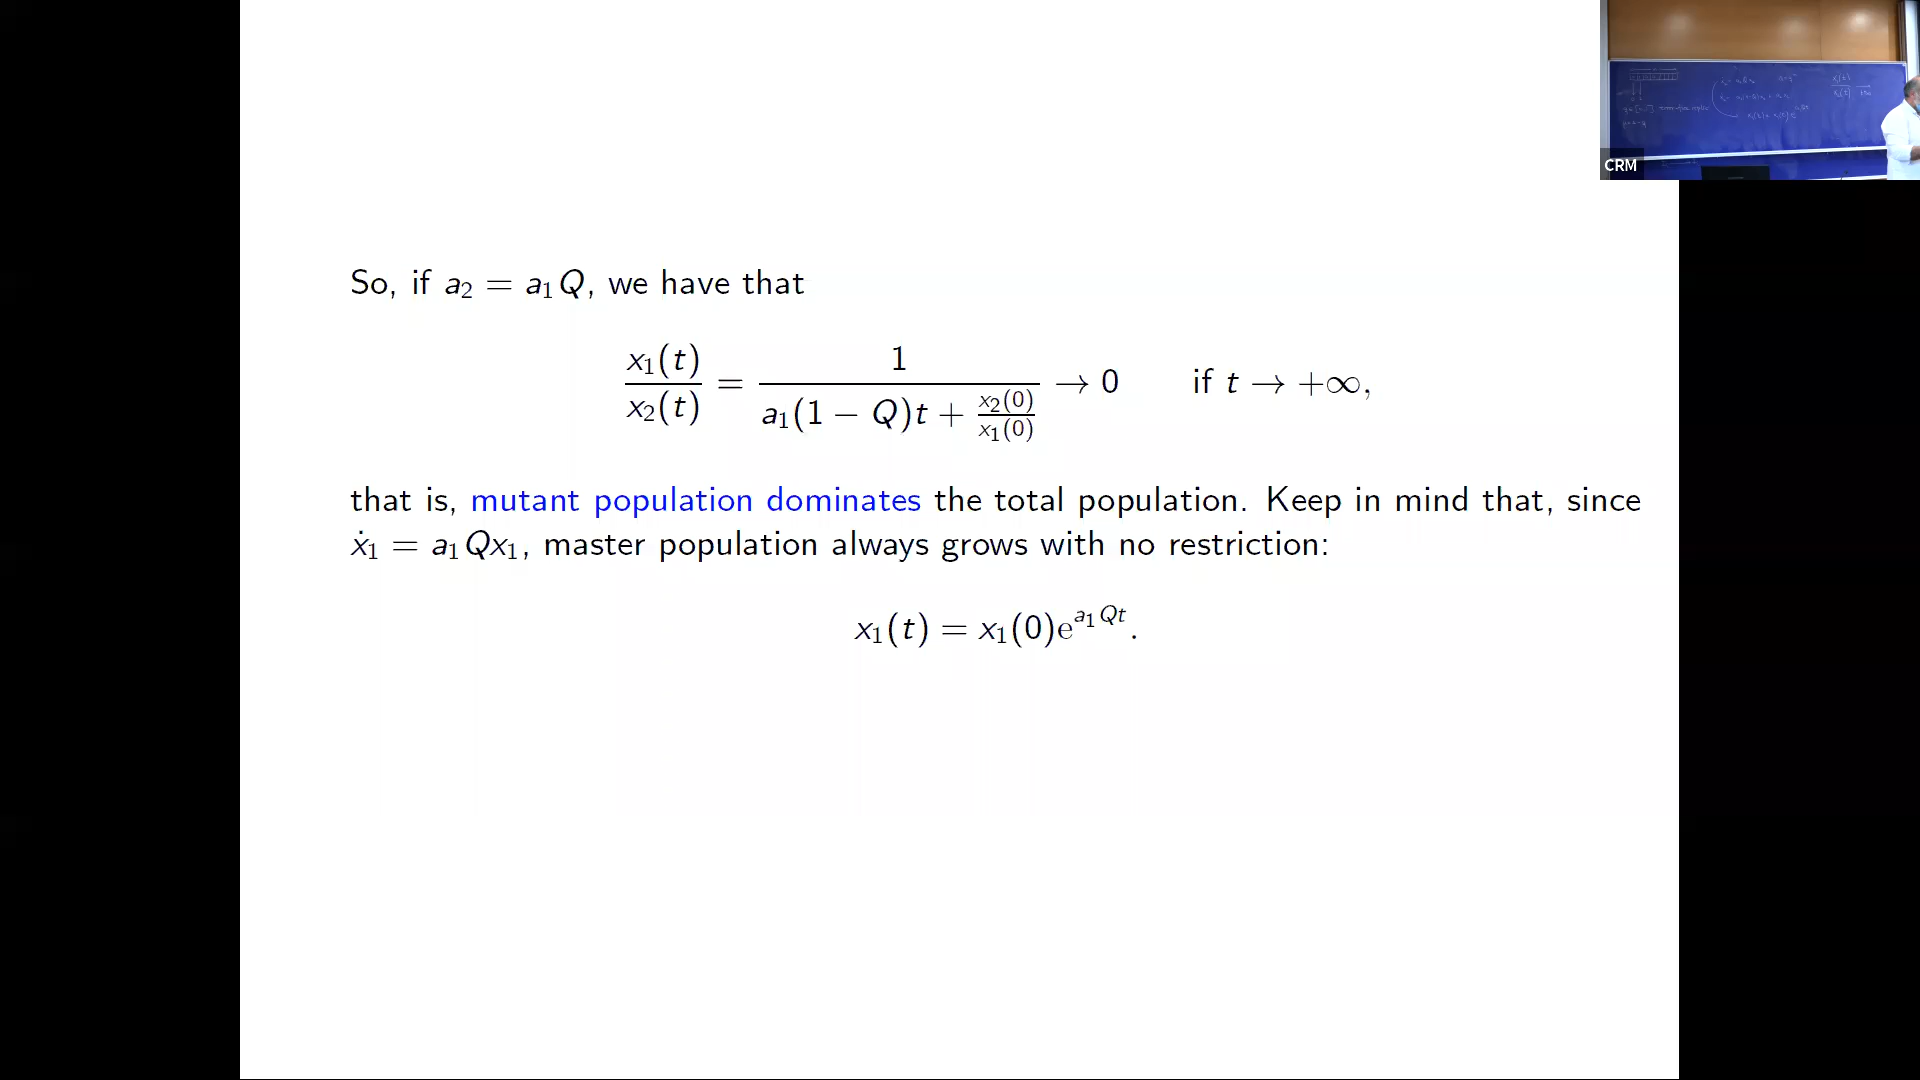 CRM
So, if a₂ = a₁Q, we have that
x₁(t)/x₂(t) = 1/(a₁(1 − Q)t + x₂(0)/x₁(0)) → 0 if t → +∞,
that is, mutant population dominates the total population. Keep in mind that, since
ẋ₁ = a₁Qx₁, master population always grows with no restriction:
x₁(t) = x₁(0)e^{a₁Qt}.